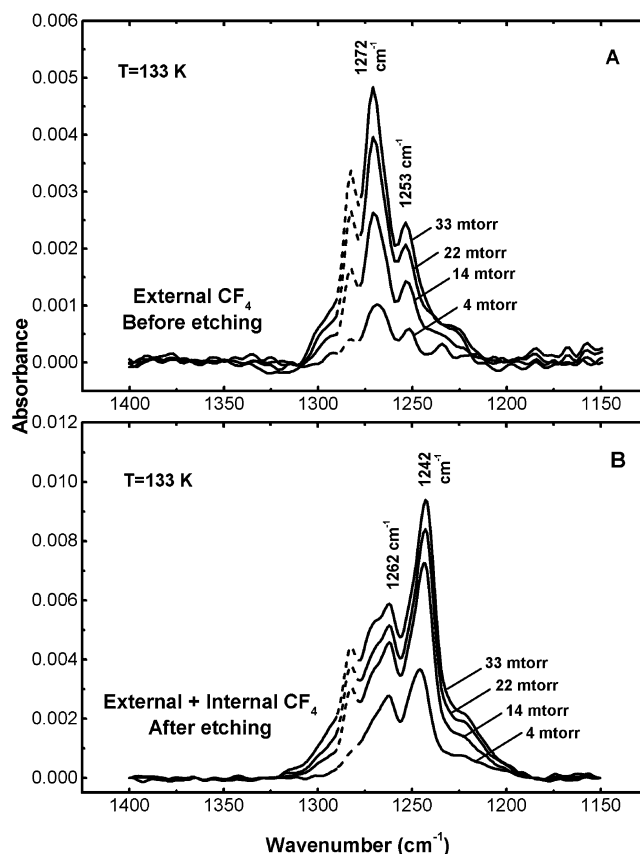 0.006
0.005
0.004
0.003
0.002
0.001
0.000
T=133 K
A
1272
cm-1
1253 cm-1
33 mtorr
22 mtorr
14 mtorr
4 mtorr
External CF4
Before etching
1400
1350
1300
1250
1200
1150
Absorbance
0.012
0.010
0.008
0.006
0.004
0.002
0.000
T=133 K
B
1242
cm-1
1262 cm-1
33 mtorr
22 mtorr
14 mtorr
4 mtorr
External + Internal CF4
After etching
1400
1350
1300
1250
1200
1150
Wavenumber (cm-1)